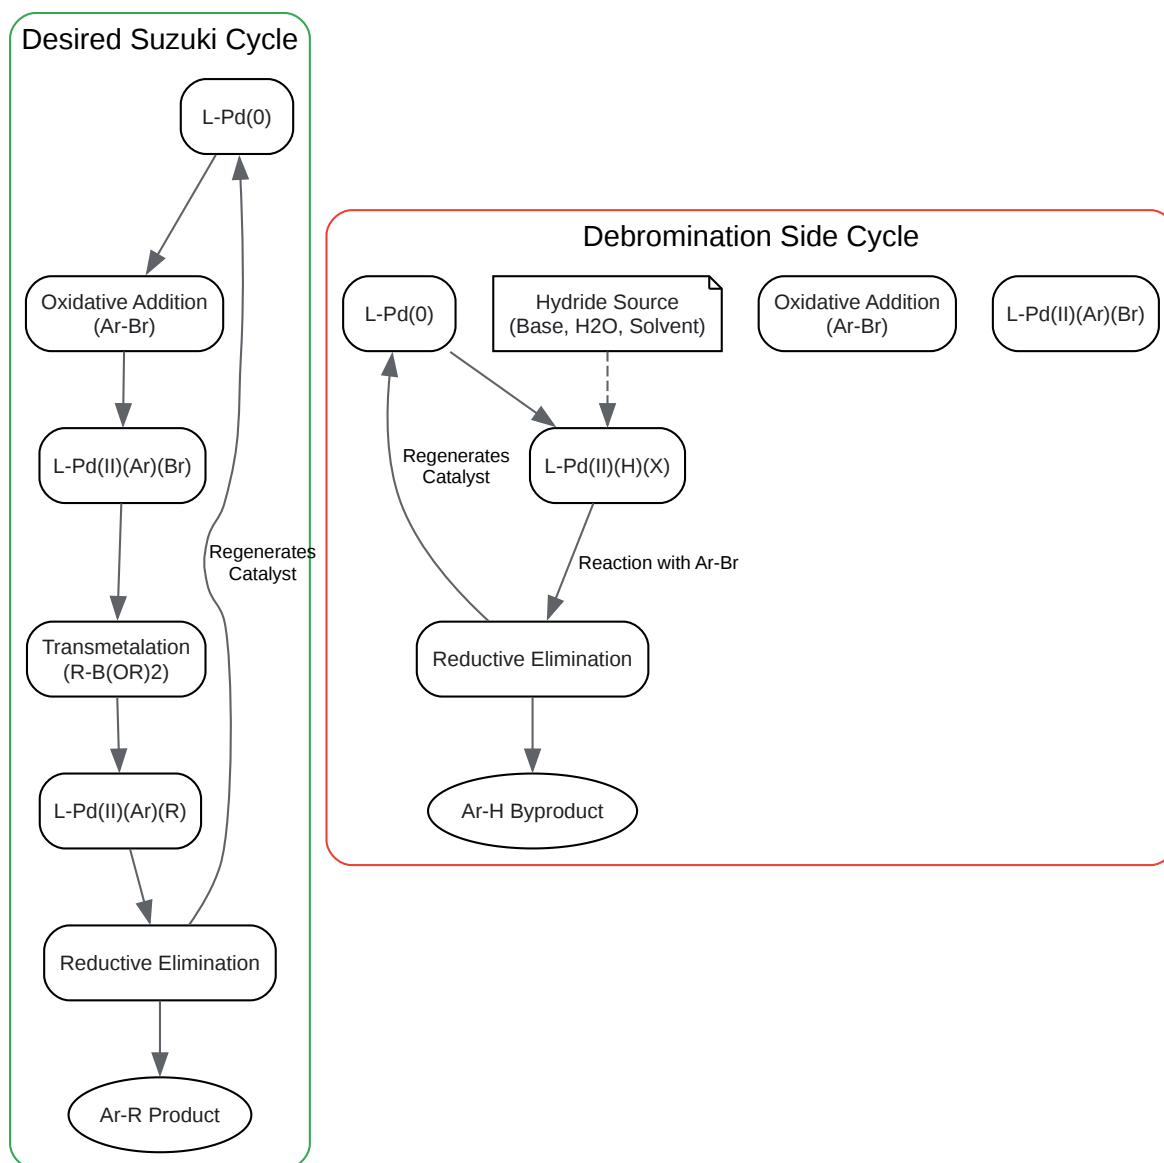 Desired Suzuki Cycle
L-Pd(0)
Oxidative Addition
(Ar-Br)
L-Pd(II)(Ar)(Br)
Regenerates
Catalyst
Transmetalation
(R-B(OR)2)
L-Pd(II)(Ar)(R)
Reductive Elimination
Ar-R Product
Debromination Side Cycle
L-Pd(0)
Hydride Source
(Base, H2O, Solvent)
Oxidative Addition
(Ar-Br)
L-Pd(II)(Ar)(Br)
Regenerates
Catalyst
L-Pd(II)(H)(X)
Reaction with Ar-Br
Reductive Elimination
Ar-H Byproduct